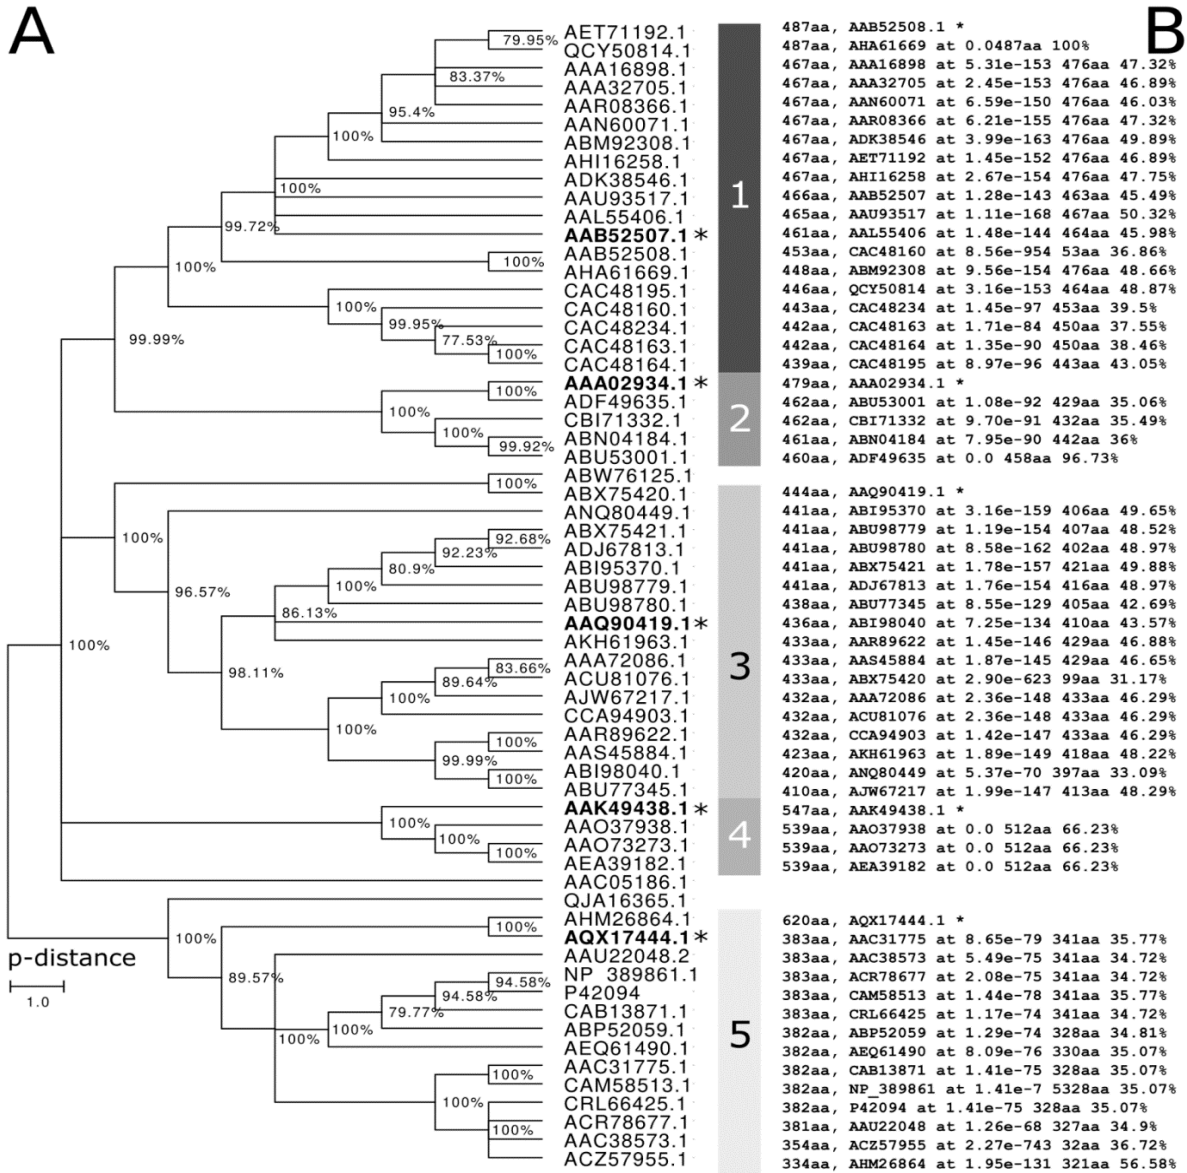 A
B
AET71192.1
QCY50814.1
AAA16898.1
AAA32705.1
AAR08366.1
AAN60071.1
ABM92308.1
AHI16258.1
ADK38546.1
AAU93517.1
AAL55406.1
AAB52507.1 *
AAB52508.1
AHA61669.1
CAC48195.1
CAC48160.1
CAC48234.1
CAC48163.1
CAC48164.1
AAA02934.1 *
ADF49635.1
CBI71332.1
ABN04184.1
ABU53001.1
ABW76125.1
ABX75420.1
ANQ80449.1
ABX75421.1
ADJ67813.1
ABI95370.1
ABU98779.1
ABU98780.1
AAQ90419.1 *
AKH61963.1
AAA72086.1
ACU81076.1
AJW67217.1
CCA94903.1
AAR89622.1
AAS45884.1
ABI98040.1
ABU77345.1
AAK49438.1 *
AAO37938.1
AAO73273.1
AEA39182.1
AAC05186.1
QJA16365.1
AHM26864.1
AQX17444.1 *
AAU22048.2
NP 389861.1
P42094
CAB13871.1
ABP52059.1
AEQ61490.1
AAC31775.1
CAM58513.1
CRL66425.1
ACR78677.1
AAC38573.1
ACZ57955.1
79.95%
83.37%
95.4%
100%
100%
99.72%
100%
100%
100%
99.95%
77.53%
100%
99.99%
100%
100%
100%
99.92%
100%
100%
92.68%
92.23%
80.9%
100%
96.57%
86.13%
98.11%
83.66%
89.64%
100%
100%
100%
99.99%
100%
100%
100%
100%
100%
100%
100%
89.57%
94.58%
94.58%
79.77%
100%
100%
100%
100%
100%
p-distance
1.0
1
2
3
4
5
487aa, AAB52508.1 *
487aa, AHA61669 at 0.0487aa 100%
467aa, AAA16898 at 5.31e-153 476aa 47.32%
467aa, AAA32705 at 2.45e-153 476aa 46.89%
467aa, AAN60071 at 6.59e-150 476aa 46.03%
467aa, AAR08366 at 6.21e-155 476aa 47.32%
467aa, ADK38546 at 3.99e-163 476aa 49.89%
467aa, AET71192 at 1.45e-152 476aa 46.89%
467aa, AHI16258 at 2.67e-154 476aa 47.75%
466aa, AAB52507 at 1.28e-143 463aa 45.49%
465aa, AAU93517 at 1.11e-168 467aa 50.32%
461aa, AAL55406 at 1.48e-144 464aa 45.98%
453aa, CAC48160 at 8.56e-954 53aa 36.86%
448aa, ABM92308 at 9.56e-154 476aa 48.66%
446aa, QCY50814 at 3.16e-153 464aa 48.87%
443aa, CAC48234 at 1.45e-97 453aa 39.5%
442aa, CAC48163 at 1.71e-84 450aa 37.55%
442aa, CAC48164 at 1.35e-90 450aa 38.46%
439aa, CAC48195 at 8.97e-96 443aa 43.05%
479aa, AAA02934.1 *
462aa, ABU53001 at 1.08e-92 429aa 35.06%
462aa, CBI71332 at 9.70e-91 432aa 35.49%
461aa, ABN04184 at 7.95e-90 442aa 36%
460aa, ADF49635 at 0.0 458aa 96.73%
444aa, AAQ90419.1 *
441aa, ABI95370 at 3.16e-159 406aa 49.65%
441aa, ABU98779 at 1.19e-154 407aa 48.52%
441aa, ABU98780 at 8.58e-162 402aa 48.97%
441aa, ABX75421 at 1.78e-157 421aa 49.88%
441aa, ADJ67813 at 1.76e-154 416aa 48.97%
438aa, ABU77345 at 8.55e-129 405aa 42.69%
436aa, ABI98040 at 7.25e-134 410aa 43.57%
433aa, AAR89622 at 1.45e-146 429aa 46.88%
433aa, AAS45884 at 1.87e-145 429aa 46.65%
433aa, ABX75420 at 2.90e-623 99aa 31.17%
432aa, AAA72086 at 2.36e-148 433aa 46.29%
432aa, ACU81076 at 2.36e-148 433aa 46.29%
432aa, CCA94903 at 1.42e-147 433aa 46.29%
423aa, AKH61963 at 1.89e-149 418aa 48.22%
420aa, ANQ80449 at 5.37e-70 397aa 33.09%
410aa, AJW67217 at 1.99e-147 413aa 48.29%
547aa, AAK49438.1 *
539aa, AAO37938 at 0.0 512aa 66.23%
539aa, AAO73273 at 0.0 512aa 66.23%
539aa, AEA39182 at 0.0 512aa 66.23%
620aa, AQX17444.1 *
383aa, AAC31775 at 8.65e-79 341aa 35.77%
383aa, AAC38573 at 5.49e-75 341aa 34.72%
383aa, ACR78677 at 2.08e-75 341aa 34.72%
383aa, CAM58513 at 1.44e-78 341aa 35.77%
383aa, CRL66425 at 1.17e-74 341aa 34.72%
382aa, ABP52059 at 1.29e-74 328aa 34.81%
382aa, AEQ61490 at 8.09e-76 330aa 35.07%
382aa, CAB13871 at 1.41e-75 328aa 35.07%
382aa, NP_389861 at 1.41e-7 5328aa 35.07%
382aa, P42094 at 1.41e-75 328aa 35.07%
381aa, AAU22048 at 1.26e-68 327aa 34.9%
354aa, ACZ57955 at 2.27e-743 32aa 36.72%
334aa, AHM26864 at 1.95e-131 321aa 56.58%